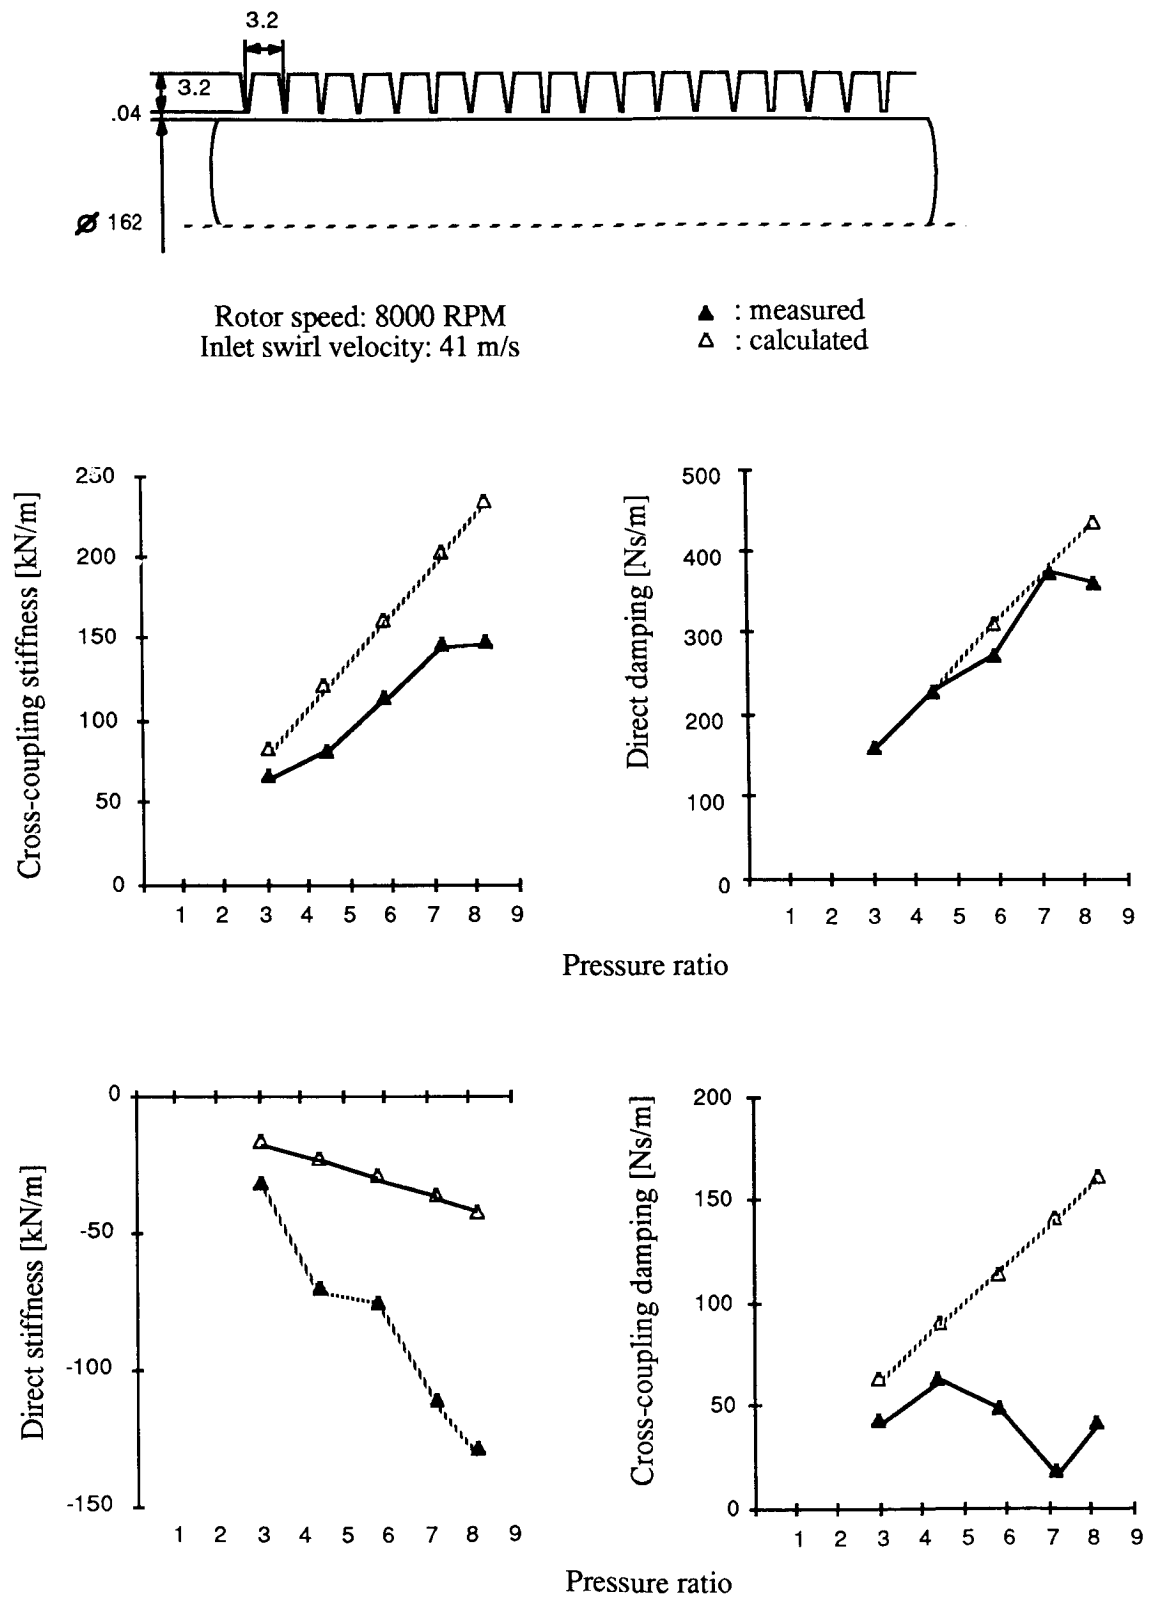 3.2
3.2
.04
Ø 162
Rotor speed: 8000 RPM
Inlet swirl velocity: 41 m/s
▲ : measured
△ : calculated
Cross-coupling stiffness [kN/m]
250
200
150
100
50
0
1 2 3 4 5 6 7 8 9
Direct damping [Ns/m]
500
400
300
200
100
0
1 2 3 4 5 6 7 8 9
Pressure ratio
Direct stiffness [kN/m]
0
-50
-100
-150
1 2 3 4 5 6 7 8 9
Cross-coupling damping [Ns/m]
200
150
100
50
0
1 2 3 4 5 6 7 8 9
Pressure ratio